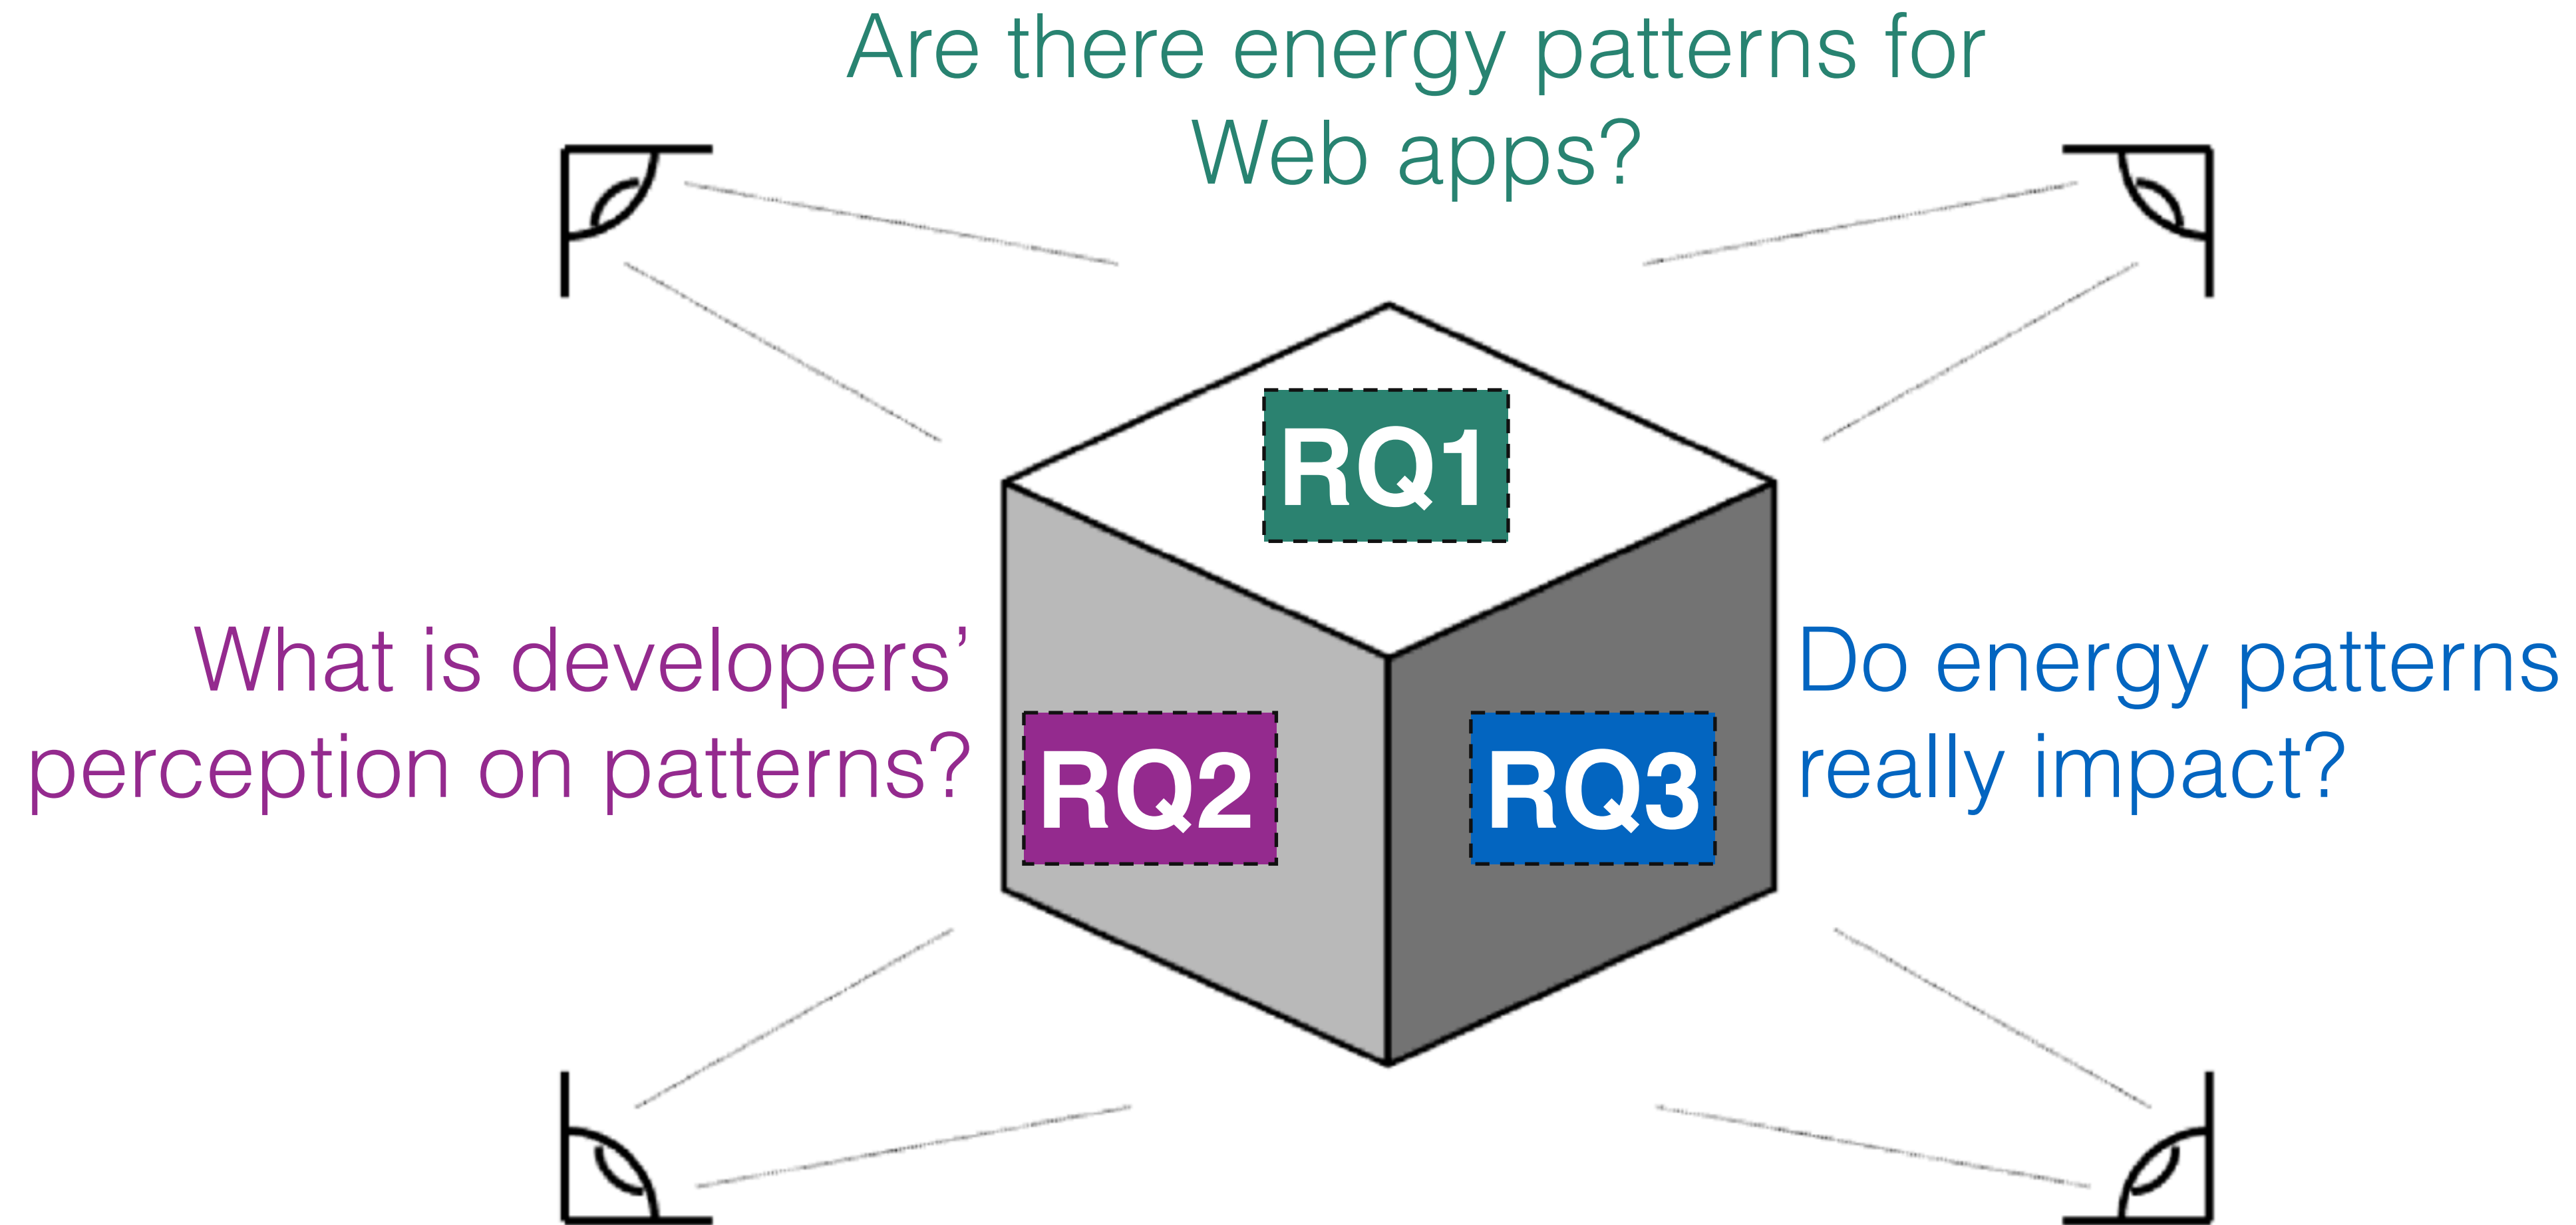 Are there energy patterns for
Web apps?
RQ1
What is developers’
perception on patterns?
RQ2
RQ3
Do energy patterns
really impact?